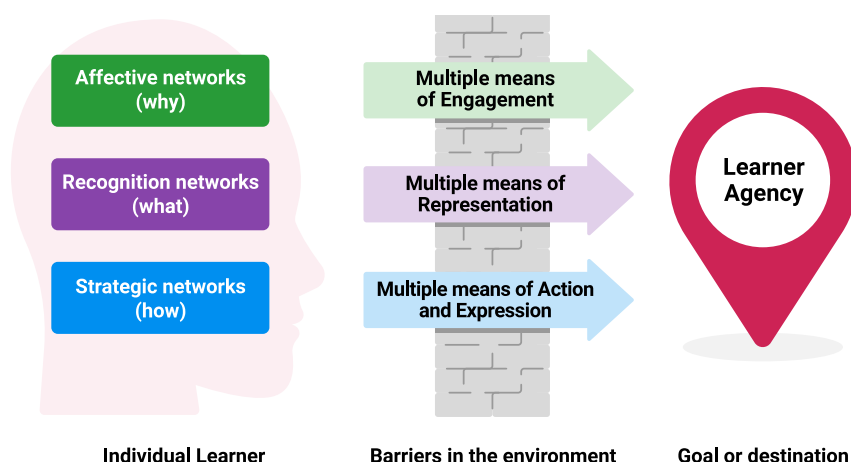 Affective networks
(why)
Multiple means
of Engagement
Recognition networks
(what)
Multiple means of
Representation
Learner
Agency
Strategic networks
(how)
Multiple means of Action
and Expression
Individual Learner
Barriers in the environment
Goal or destination